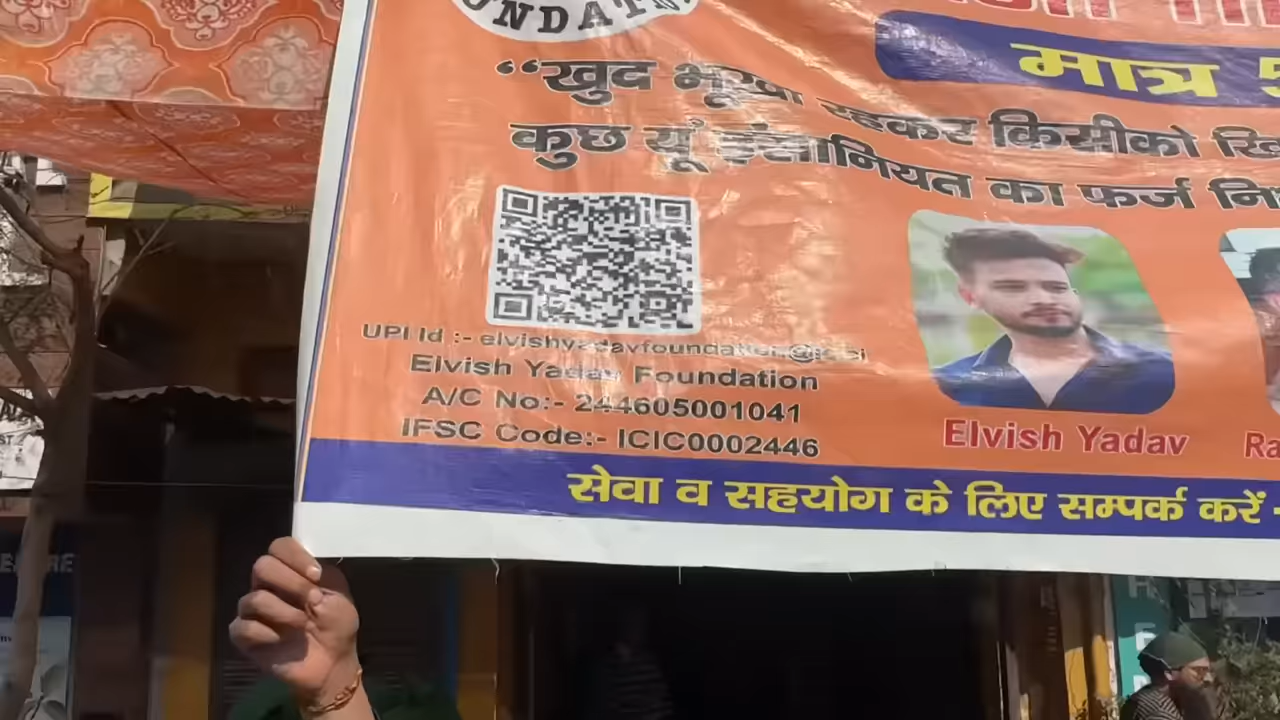 “खुद भूखा रहकर किसीको
कुछ यूं इंसानियत का फर्ज
मात्र
UPI Id :- elvishyadavfoundation@icici
Elvish Yadav Foundation
A/C No:- 244605001041
IFSC Code:- ICIC0002446
Elvish Yadav
सेवा व सहयोग के लिए सम्पर्क करें -